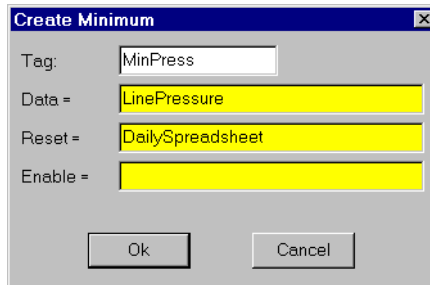 Create Minimum
Tag: MinPress
Data = LinePressure
Reset = DailySpreadsheet
Enable =
Ok Cancel